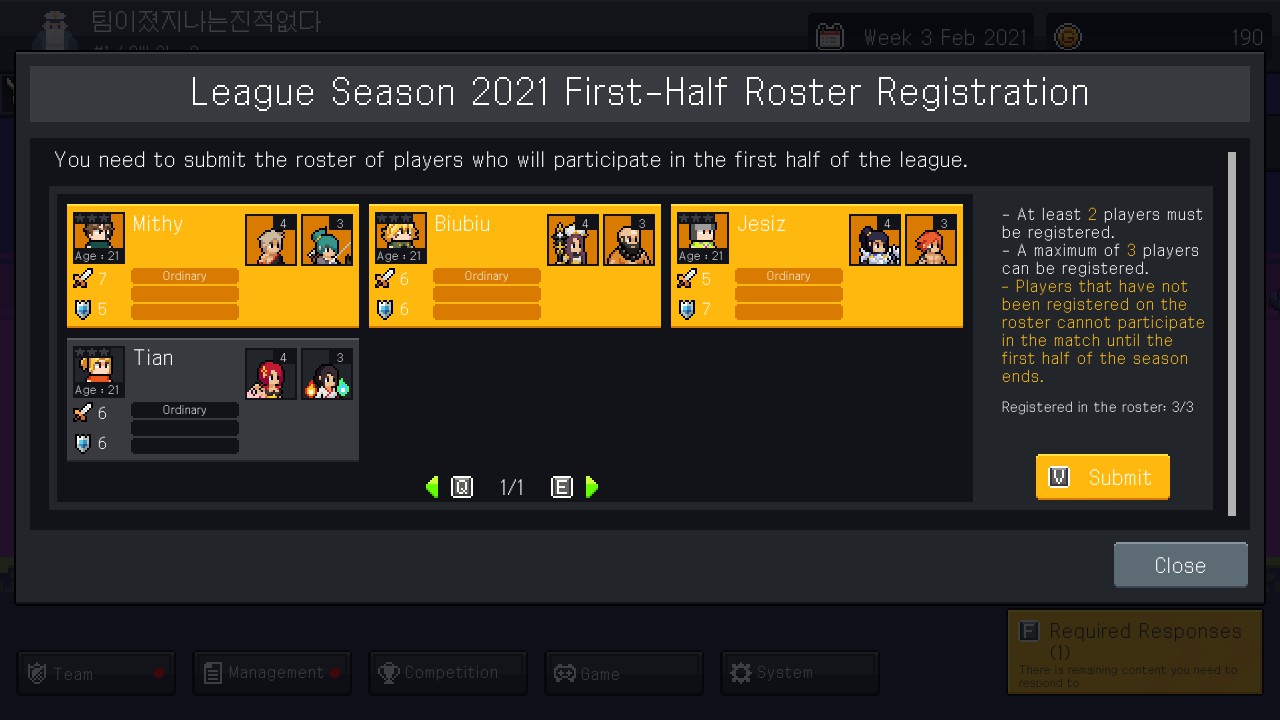 팀이졌지나는진적없다
Week 3 Feb 2021
190
League Season 2021 First-Half Roster Registration
You need to submit the roster of players who will participate in the first half of the league.
Mithy
4
3
Age : 21
7
Ordinary
5
Biubiu
4
3
Age : 21
6
Ordinary
6
Jesiz
4
3
Age : 21
5
Ordinary
7
Tian
4
3
Age : 21
6
Ordinary
6
Q
1/1
E
- At least 2 players must
be registered.
- A maximum of 3 players
can be registered.
- Players that have not
been registered on the
roster cannot participate
in the match until the
first half of the season
ends.
Registered in the roster: 3/3
V Submit
Close
F Required Responses
(1)
There is remaining content you need to
respond to
Team
Management
Competition
Game
System